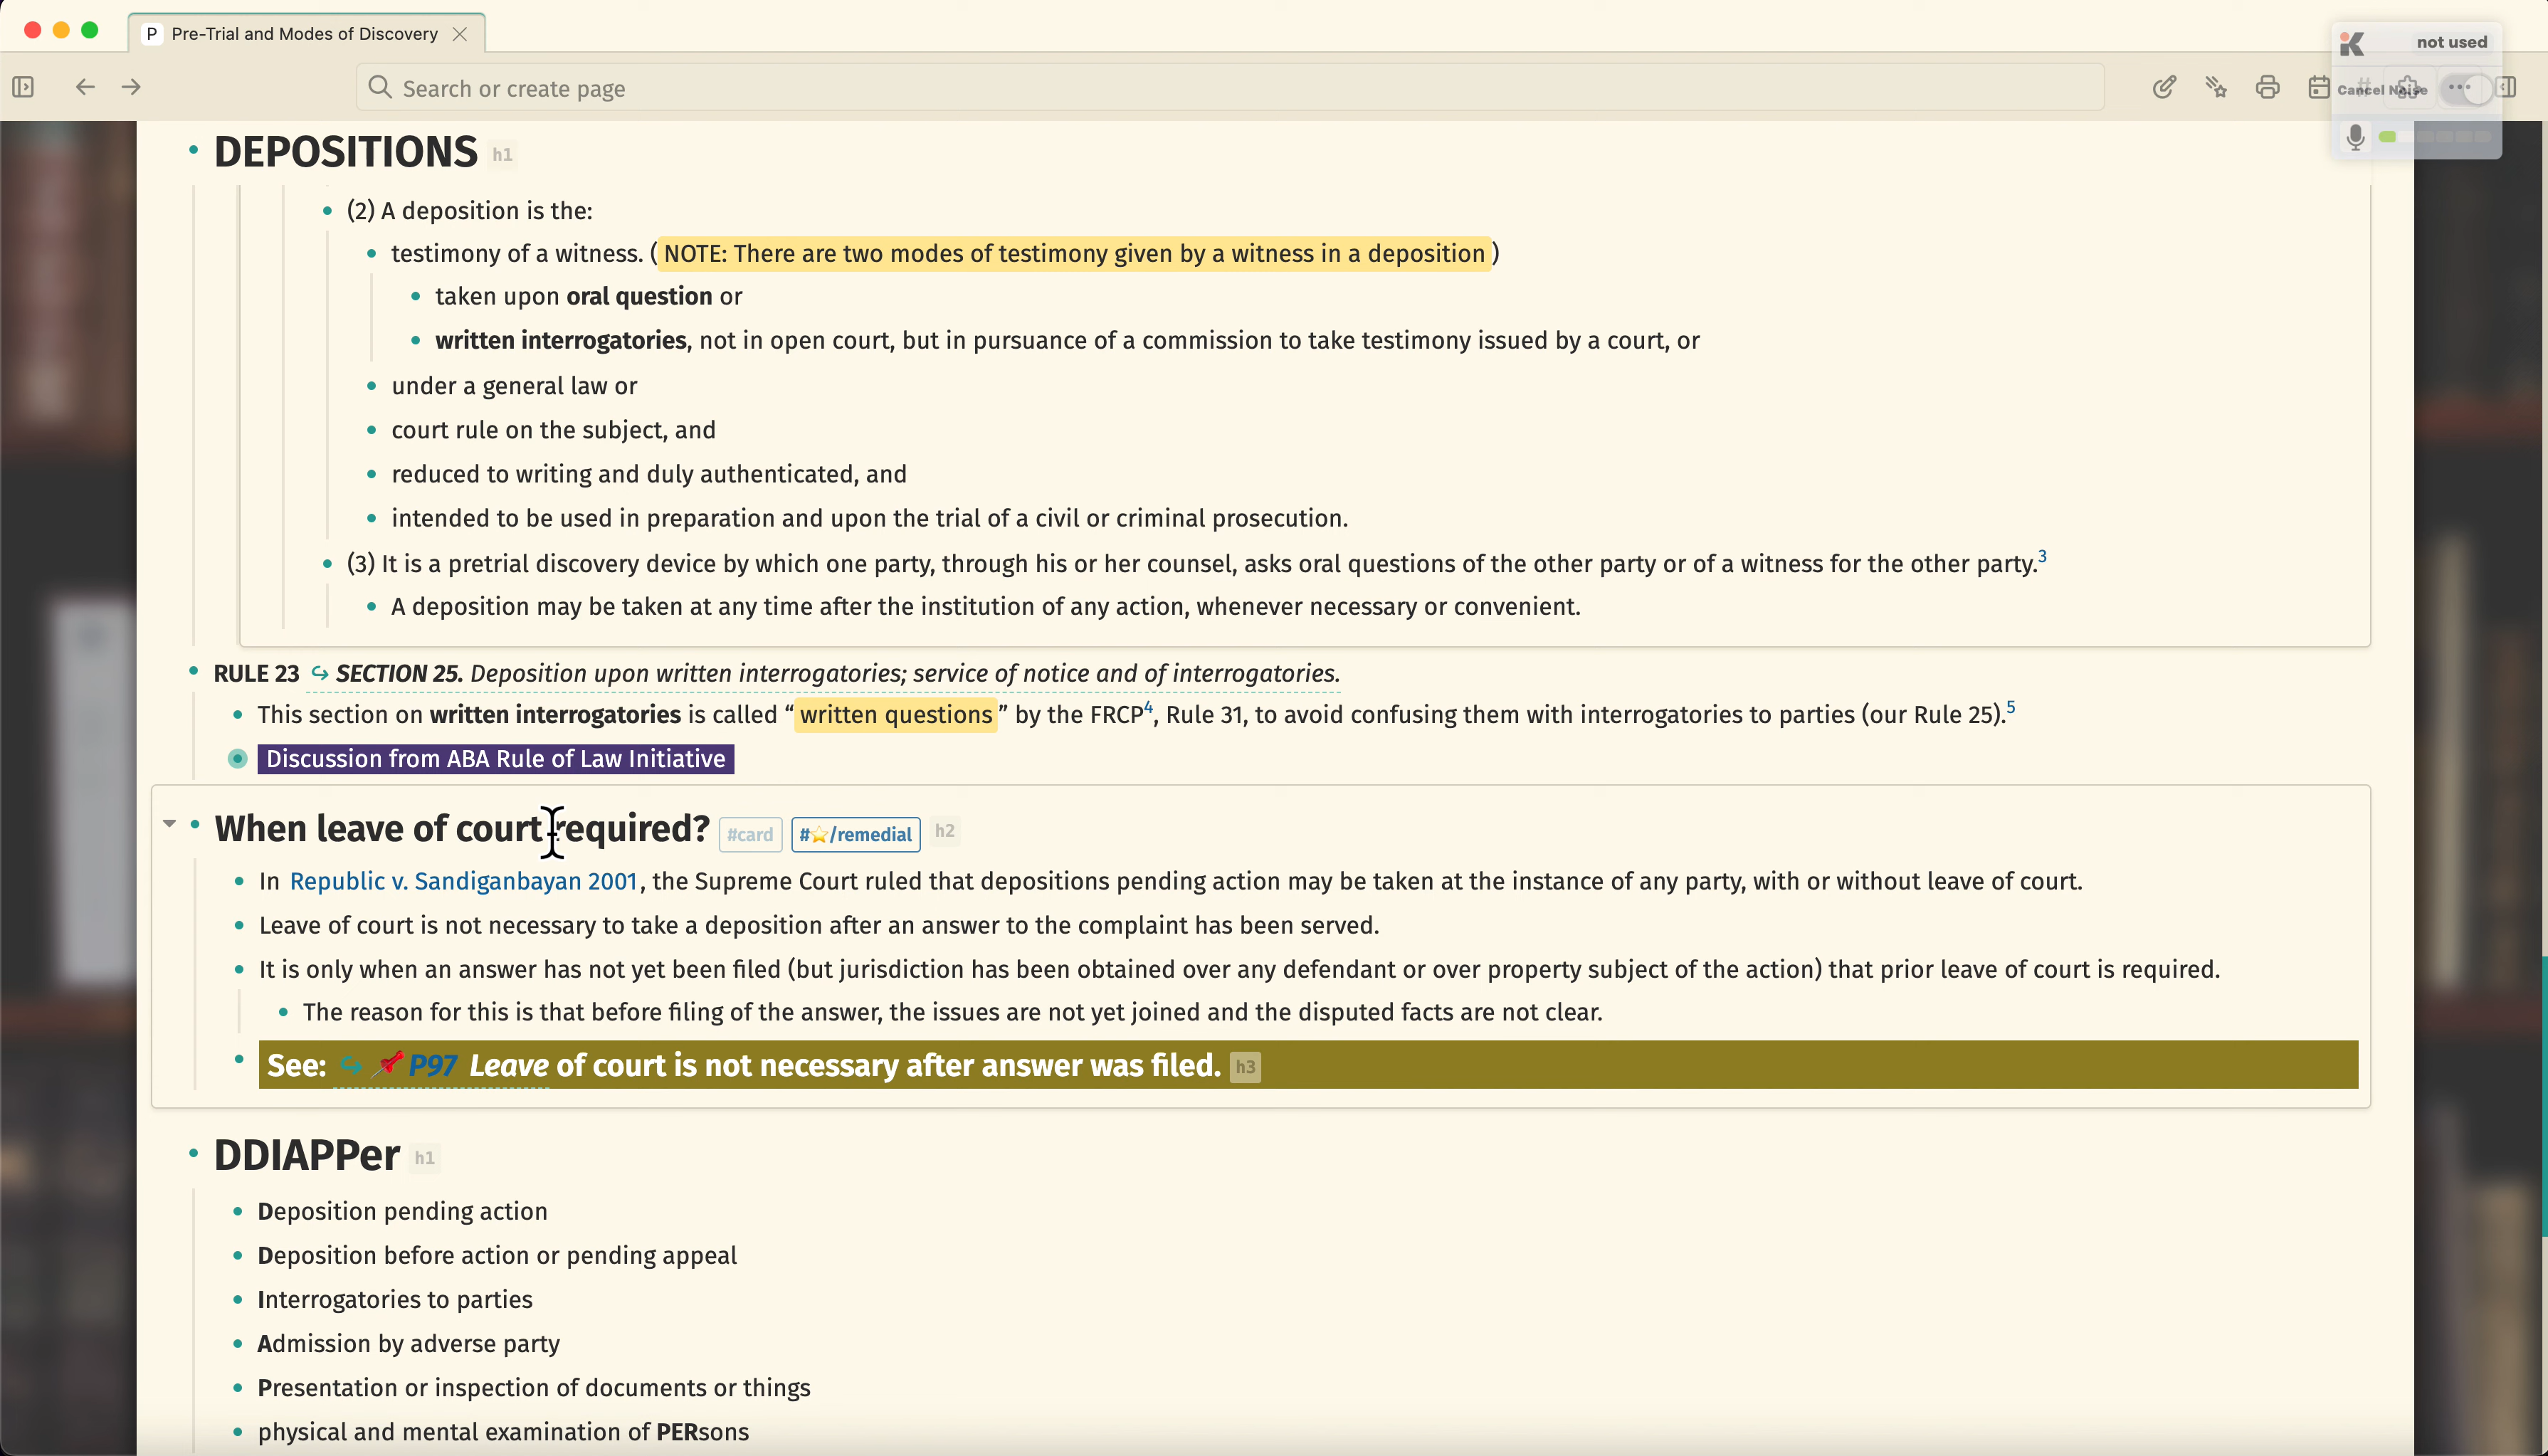 P Pre-Trial and Modes of Discovery
not used
Search or create page
Cancel Noise
DEPOSITIONS h1
(2) A deposition is the:
testimony of a witness. (NOTE: There are two modes of testimony given by a witness in a deposition)
taken upon oral question or
written interrogatories, not in open court, but in pursuance of a commission to take testimony issued by a court, or
under a general law or
court rule on the subject, and
reduced to writing and duly authenticated, and
intended to be used in preparation and upon the trial of a civil or criminal prosecution.
(3) It is a pretrial discovery device by which one party, through his or her counsel, asks oral questions of the other party or of a witness for the other party.3
A deposition may be taken at any time after the institution of any action, whenever necessary or convenient.
RULE 23 ↪ SECTION 25. Deposition upon written interrogatories; service of notice and of interrogatories.
This section on written interrogatories is called “written questions” by the FRCP4, Rule 31, to avoid confusing them with interrogatories to parties (our Rule 25).5
Discussion from ABA Rule of Law Initiative
When leave of court required? #card #⭐/remedial h2
In Republic v. Sandiganbayan 2001, the Supreme Court ruled that depositions pending action may be taken at the instance of any party, with or without leave of court.
Leave of court is not necessary to take a deposition after an answer to the complaint has been served.
It is only when an answer has not yet been filed (but jurisdiction has been obtained over any defendant or over property subject of the action) that prior leave of court is required.
The reason for this is that before filing of the answer, the issues are not yet joined and the disputed facts are not clear.
See: ↪ 📌 P97 Leave of court is not necessary after answer was filed. h3
DDIAPPer h1
Deposition pending action
Deposition before action or pending appeal
Interrogatories to parties
Admission by adverse party
Presentation or inspection of documents or things
physical and mental examination of PERsons